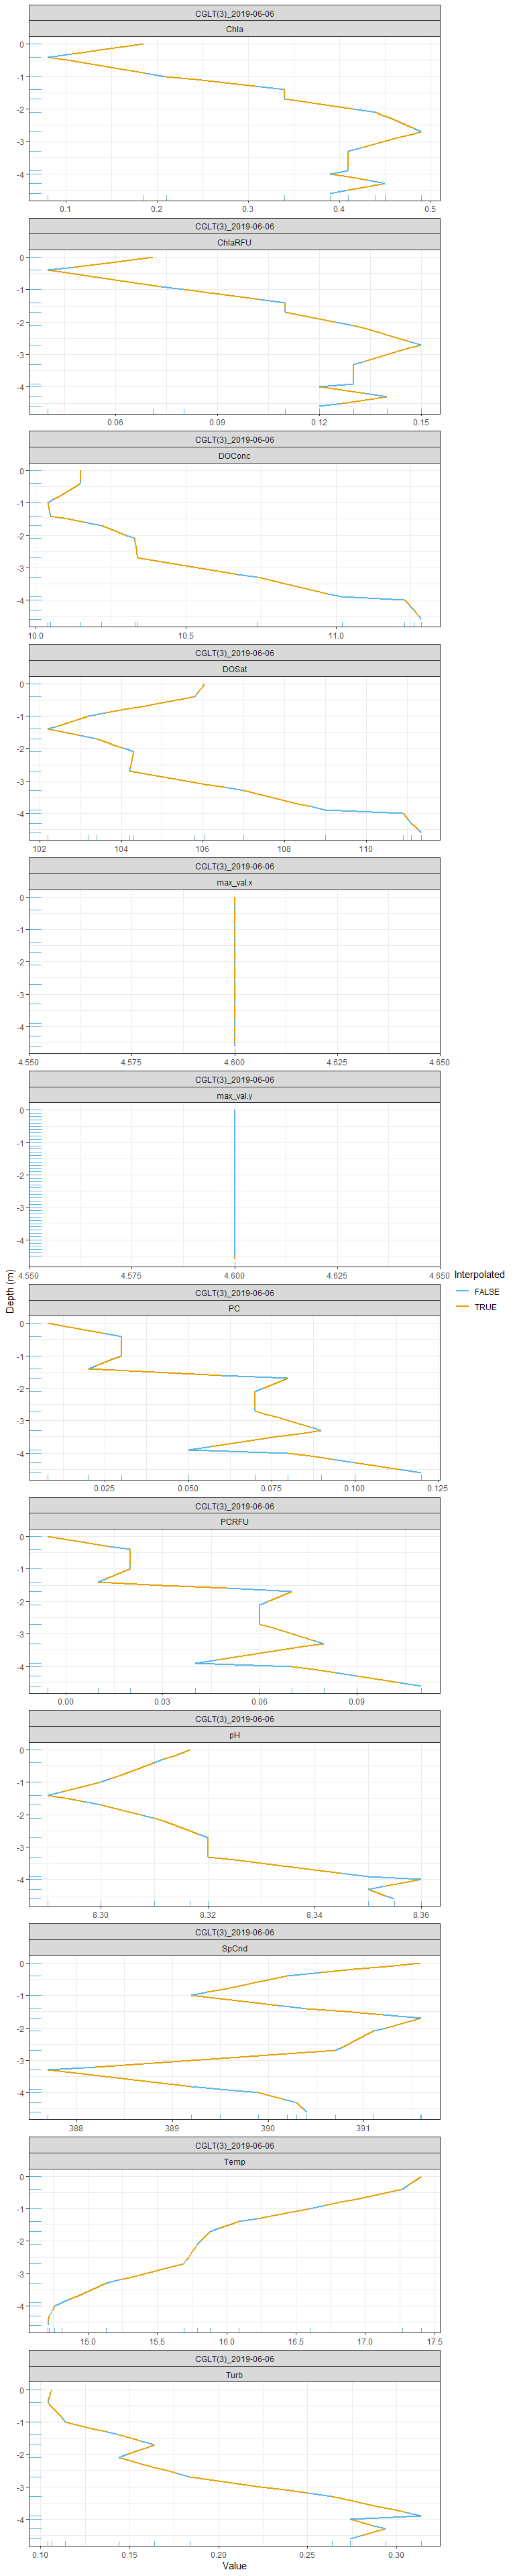 CGLT(3)_2019-06-06
Chla
0
-1
-2
-3
-4
0.1 0.2 0.3 0.4 0.5
CGLT(3)_2019-06-06
ChlaRFU
0
-1
-2
-3
-4
0.06 0.09 0.12 0.15
CGLT(3)_2019-06-06
DOConc
0
-1
-2
-3
-4
10.0 10.5 11.0
CGLT(3)_2019-06-06
DOSat
0
-1
-2
-3
-4
102 104 106 108 110
CGLT(3)_2019-06-06
max_val.x
0
-1
-2
-3
-4
4.550 4.575 4.600 4.625 4.650
CGLT(3)_2019-06-06
max_val.y
0
-1
-2
-3
-4
4.550 4.575 4.600 4.625 4.650
Depth (m)
Interpolated
FALSE
TRUE
CGLT(3)_2019-06-06
PC
0
-1
-2
-3
-4
0.025 0.050 0.075 0.100 0.125
CGLT(3)_2019-06-06
PCRFU
0
-1
-2
-3
-4
0.00 0.03 0.06 0.09
CGLT(3)_2019-06-06
pH
0
-1
-2
-3
-4
8.30 8.32 8.34 8.36
CGLT(3)_2019-06-06
SpCnd
0
-1
-2
-3
-4
388 389 390 391
CGLT(3)_2019-06-06
Temp
0
-1
-2
-3
-4
15.0 15.5 16.0 16.5 17.0 17.5
CGLT(3)_2019-06-06
Turb
0
-1
-2
-3
-4
0.10 0.15 0.20 0.25 0.30
Value